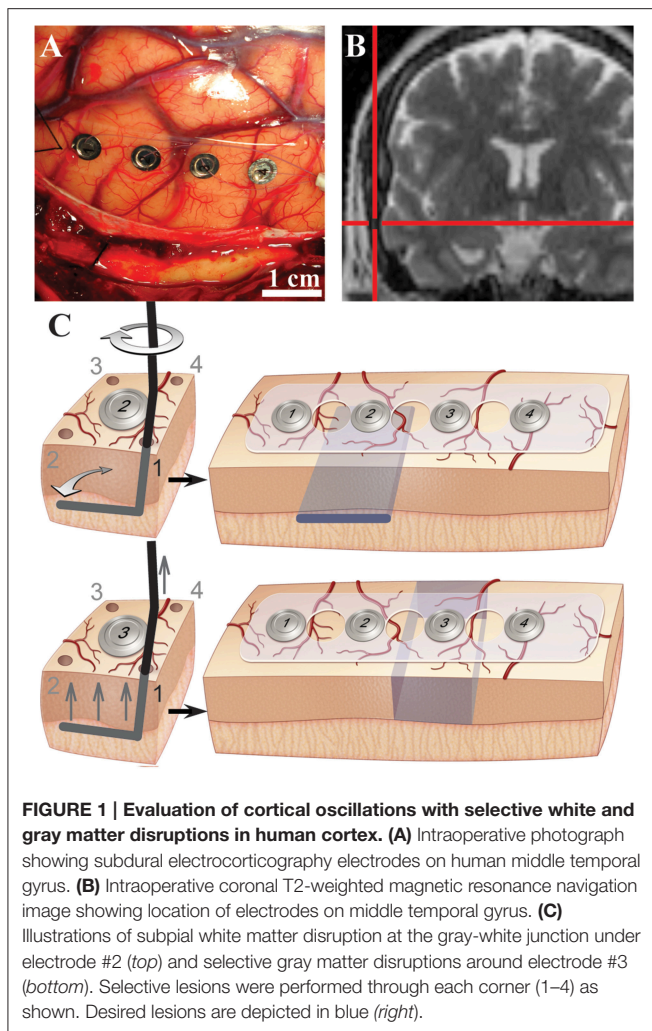 A
B
1 cm
C
3 4
2
2 1
1 2 3 4
3 4
3
2 1
1 2 3 4
FIGURE 1 | Evaluation of cortical oscillations with selective white and
gray matter disruptions in human cortex. (A) Intraoperative photograph
showing subdural electrocorticography electrodes on human middle temporal
gyrus. (B) Intraoperative coronal T2-weighted magnetic resonance navigation
image showing location of electrodes on middle temporal gyrus. (C)
Illustrations of subpial white matter disruption at the gray-white junction under
electrode #2 (top) and selective gray matter disruptions around electrode #3
(bottom). Selective lesions were performed through each corner (1–4) as
shown. Desired lesions are depicted in blue (right).